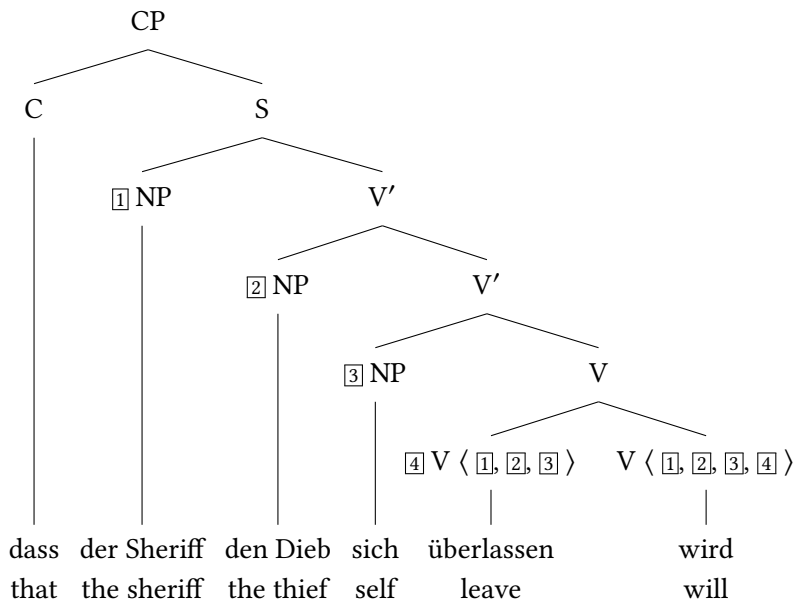 CP
C S
1 NP V′
2 NP V′
3 NP V
4 V ⟨ 1, 2, 3 ⟩ V ⟨ 1, 2, 3, 4 ⟩
dass der Sheriff den Dieb sich überlassen wird
that the sheriff the thief self leave will